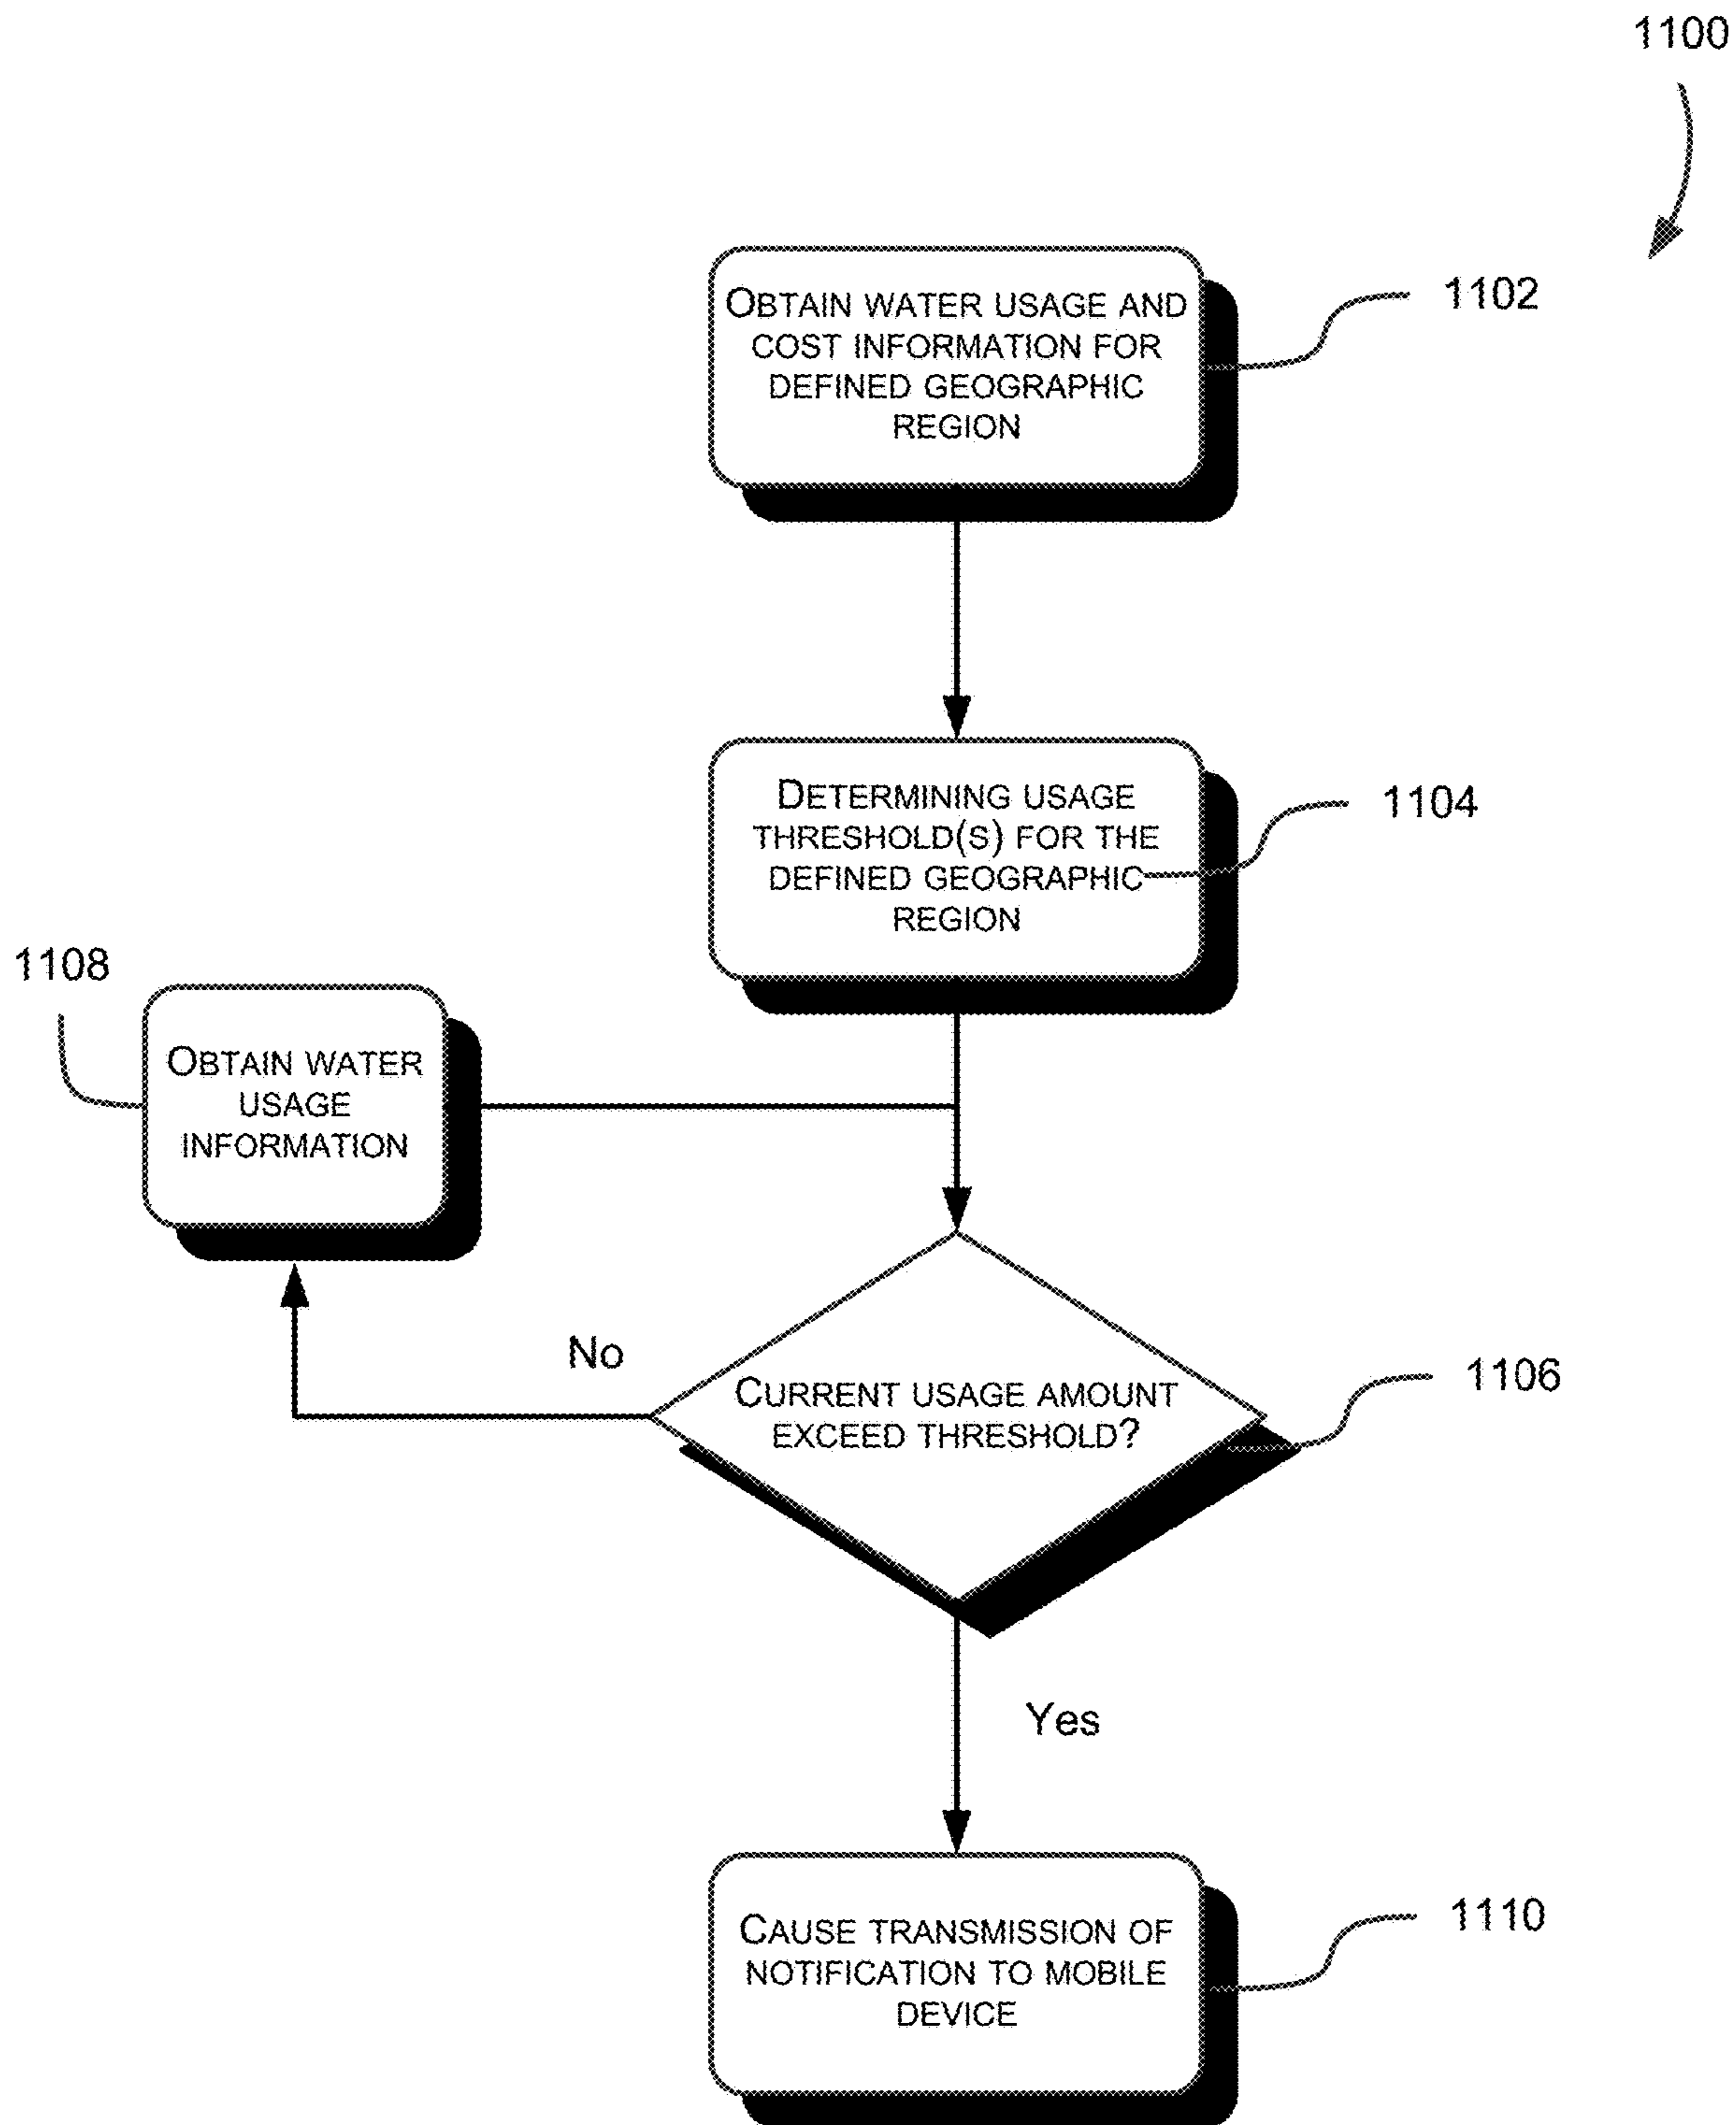 1100
OBTAIN WATER USAGE AND
COST INFORMATION FOR
DEFINED GEOGRAPHIC
REGION
1102
DETERMINING USAGE
THRESHOLD(S) FOR THE
DEFINED GEOGRAPHIC
REGION
1104
1108
OBTAIN WATER
USAGE
INFORMATION
No
CURRENT USAGE AMOUNT
EXCEED THRESHOLD?
1106
Yes
CAUSE TRANSMISSION OF
NOTIFICATION TO MOBILE
DEVICE
1110